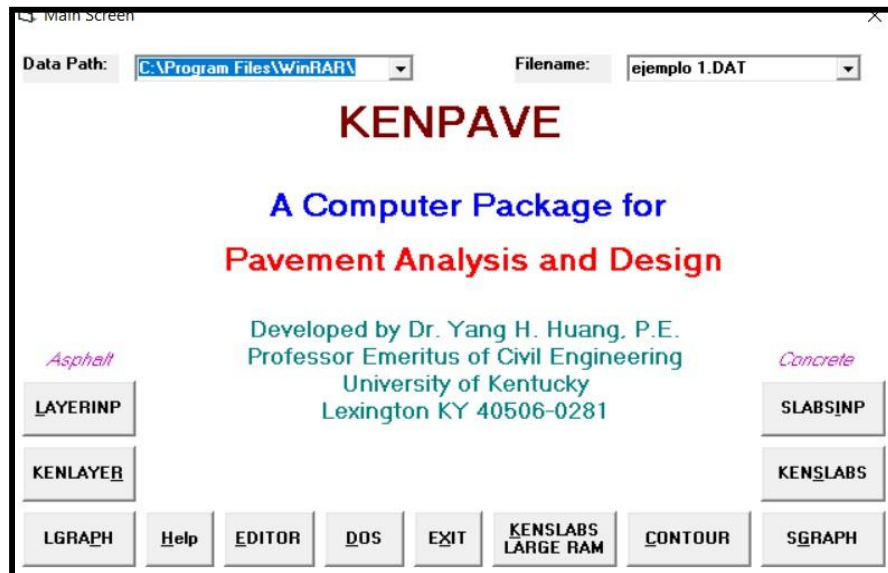 Main Screen
Data Path: C:\Program Files\WinRAR\ Filename: ejemplo 1.DAT
KENPAVE
A Computer Package for
Pavement Analysis and Design
Developed by Dr. Yang H. Huang, P.E.
Professor Emeritus of Civil Engineering
University of Kentucky
Lexington KY 40506-0281
Asphalt
Concrete
LAYERINP
SLABSINP
KENLAYER
KENSLABS
LGRAPH Help EDITOR DOS EXIT KENSLABS LARGE RAM CONTOUR SGRAPH